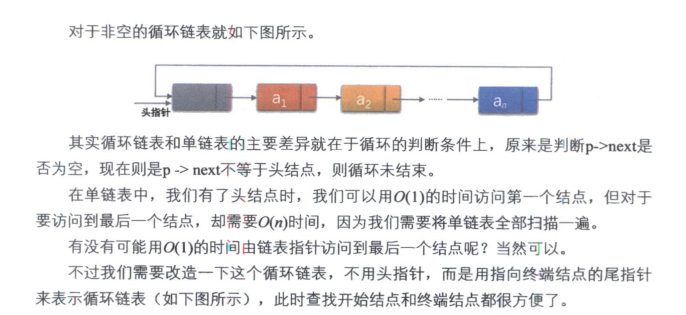 对于非空的循环链表就如下图所示。
头指针
a1
a2
an
其实循环链表和单链表的主要差异就在于循环的判断条件上，原来是判断p->next是
否为空，现在则是p -> next不等于头结点，则循环未结束。
在单链表中，我们有了头结点时，我们可以用O(1)的时间访问第一个结点，但对于
要访问到最后一个结点，却需要O(n)时间，因为我们需要将单链表全部扫描一遍。
有没有可能用O(1)的时间由链表指针访问到最后一个结点呢？当然可以。
不过我们需要改造一下这个循环链表，不用头指针，而是用指向终端结点的尾指针
来表示循环链表（如下图所示），此时查找开始结点和终端结点都很方便了。